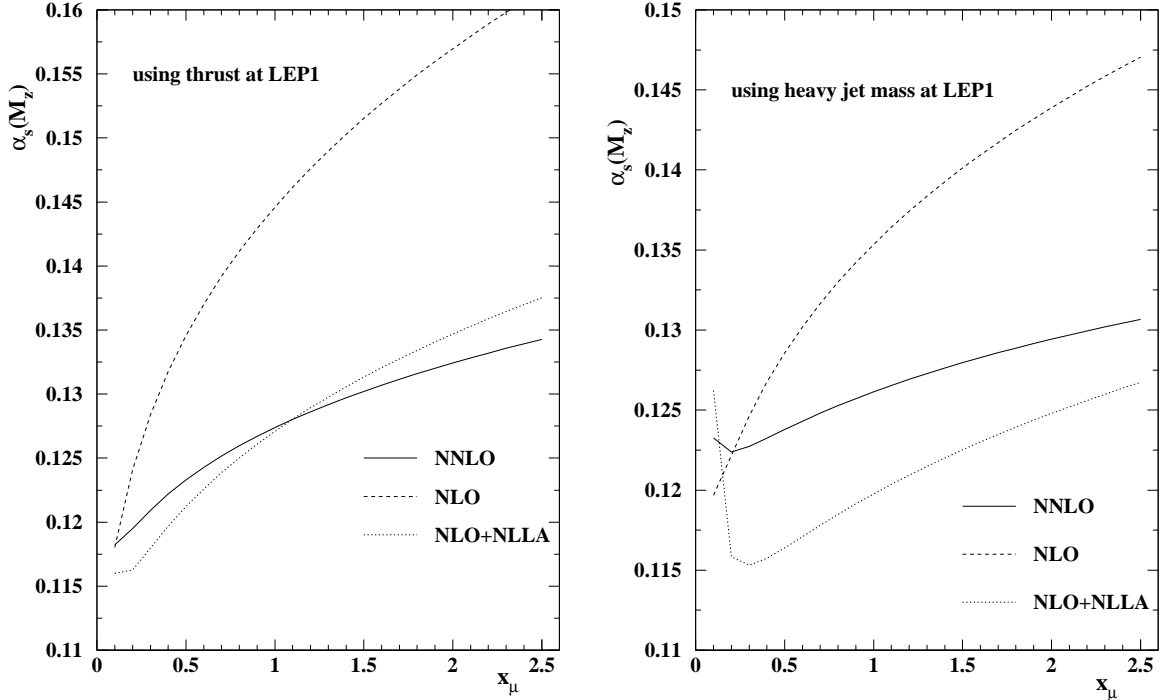 0.16
0.155
0.15
0.145
0.14
0.135
0.13
0.125
0.12
0.115
0.11
α_s(M_z)
using thrust at LEP1
NNLO
NLO
NLO+NLLA
0 0.5 1 1.5 2 2.5
x_μ
0.15
0.145
0.14
0.135
0.13
0.125
0.12
0.115
0.11
α_s(M_z)
using heavy jet mass at LEP1
NNLO
NLO
NLO+NLLA
0 0.5 1 1.5 2 2.5
x_μ